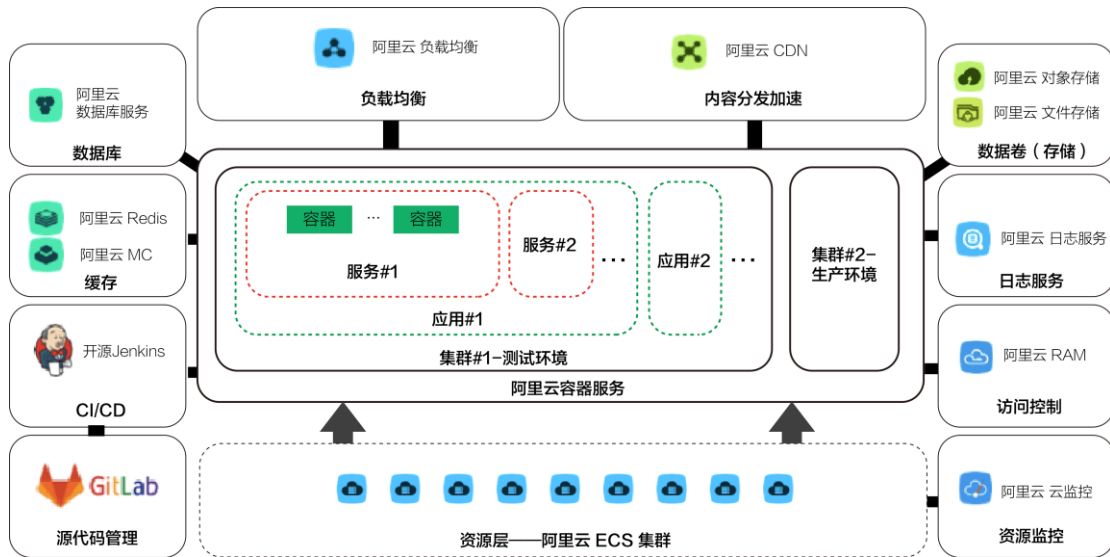 阿里云 负载均衡
负载均衡
阿里云 CDN
内容分发加速
阿里云
数据库服务
数据库
阿里云 对象存储
阿里云 文件存储
数据卷（存储）
阿里云 Redis
阿里云 MC
缓存
容器
...
容器
服务#1
服务#2
...
应用#1
应用#2
...
集群#1-测试环境
集群#2-
生产环境
阿里云容器服务
阿里云 日志服务
日志服务
开源Jenkins
CI/CD
阿里云 RAM
访问控制
GitLab
源代码管理
资源层——阿里云 ECS 集群
阿里云 云监控
资源监控